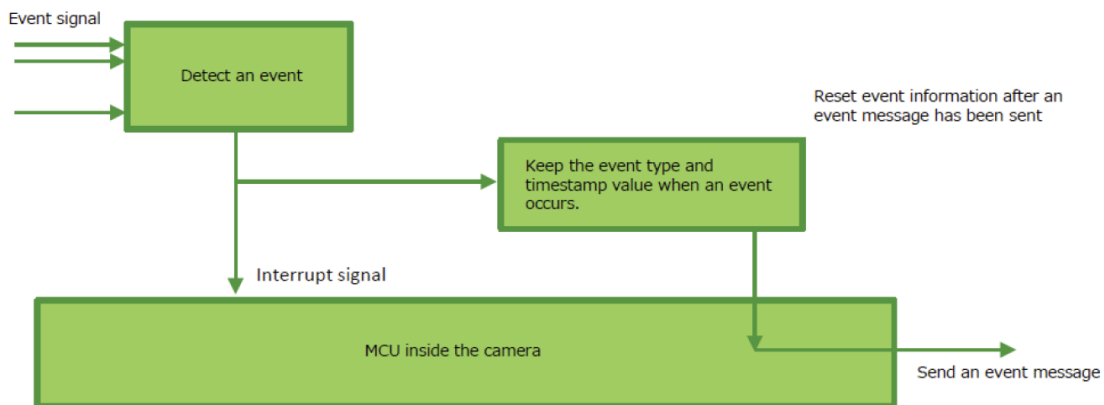 Event signal
Detect an event
Reset event information after an
event message has been sent
Keep the event type and
timestamp value when an event
occurs.
Interrupt signal
MCU inside the camera
Send an event message